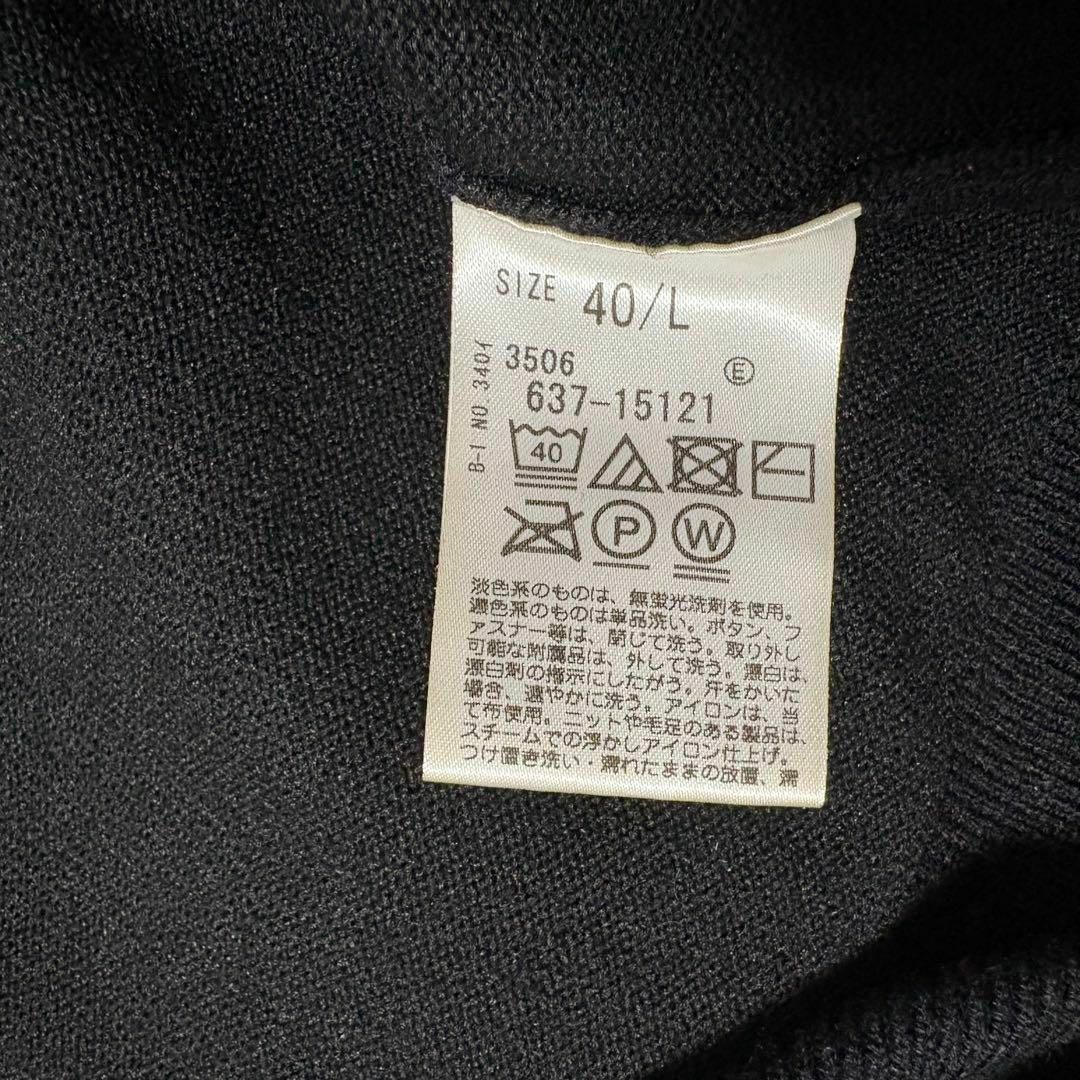 SIZE 40/L
B-1 NO 3401
3506
Ⓔ
637-15121
40
P W
淡色系のものは、無蛍光洗剤を使用。
濃色系のものは単品洗い。ボタン、フ
ァスナー等は、閉じて洗う。取り外し
可能な附属品は、外して洗う。漂白は、
漂白剤の指示にしたがう。汗をかいた
場合、速やかに洗う。アイロンは、当
て布使用。ニットや毛足のある製品は、
スチームでの浮かしアイロン仕上げ。
つけ置き洗い・濡れたままの放置、濡